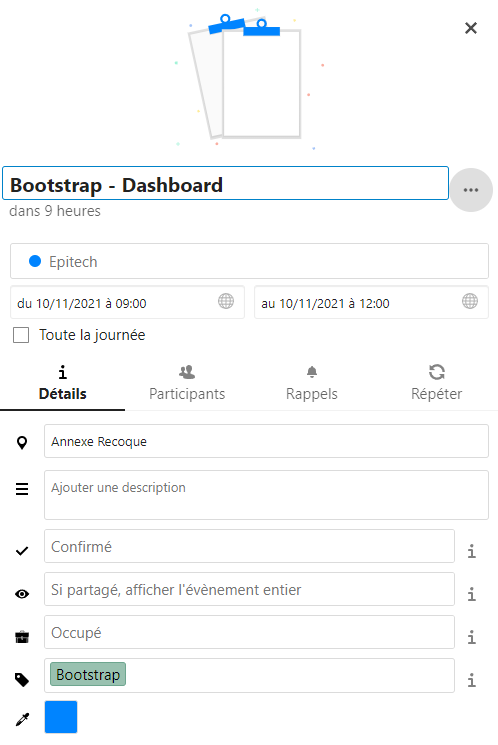 Bootstrap - Dashboard
dans 9 heures
Epitech
du 10/11/2021 à 09:00
au 10/11/2021 à 12:00
Toute la journée
Détails
Participants
Rappels
Répéter
Annexe Recoque
Ajouter une description
Confirmé
Si partagé, afficher l'évènement entier
Occupé
Bootstrap